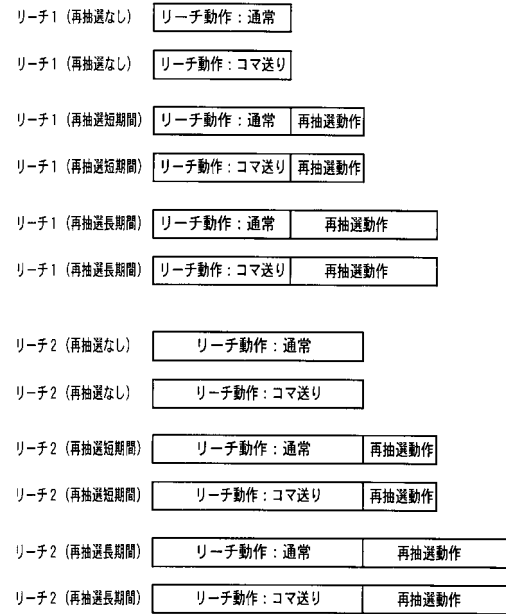 リーチ1 (再抽選なし) リーチ動作：通常
リーチ1 (再抽選なし) リーチ動作：コマ送り
リーチ1 (再抽選短期間) リーチ動作：通常 再抽選動作
リーチ1 (再抽選短期間) リーチ動作：コマ送り 再抽選動作
リーチ1 (再抽選長期間) リーチ動作：通常 再抽選動作
リーチ1 (再抽選長期間) リーチ動作：コマ送り 再抽選動作
リーチ2 (再抽選なし) リーチ動作：通常
リーチ2 (再抽選なし) リーチ動作：コマ送り
リーチ2 (再抽選短期間) リーチ動作：通常 再抽選動作
リーチ2 (再抽選短期間) リーチ動作：コマ送り 再抽選動作
リーチ2 (再抽選長期間) リーチ動作：通常 再抽選動作
リーチ2 (再抽選長期間) リーチ動作：コマ送り 再抽選動作